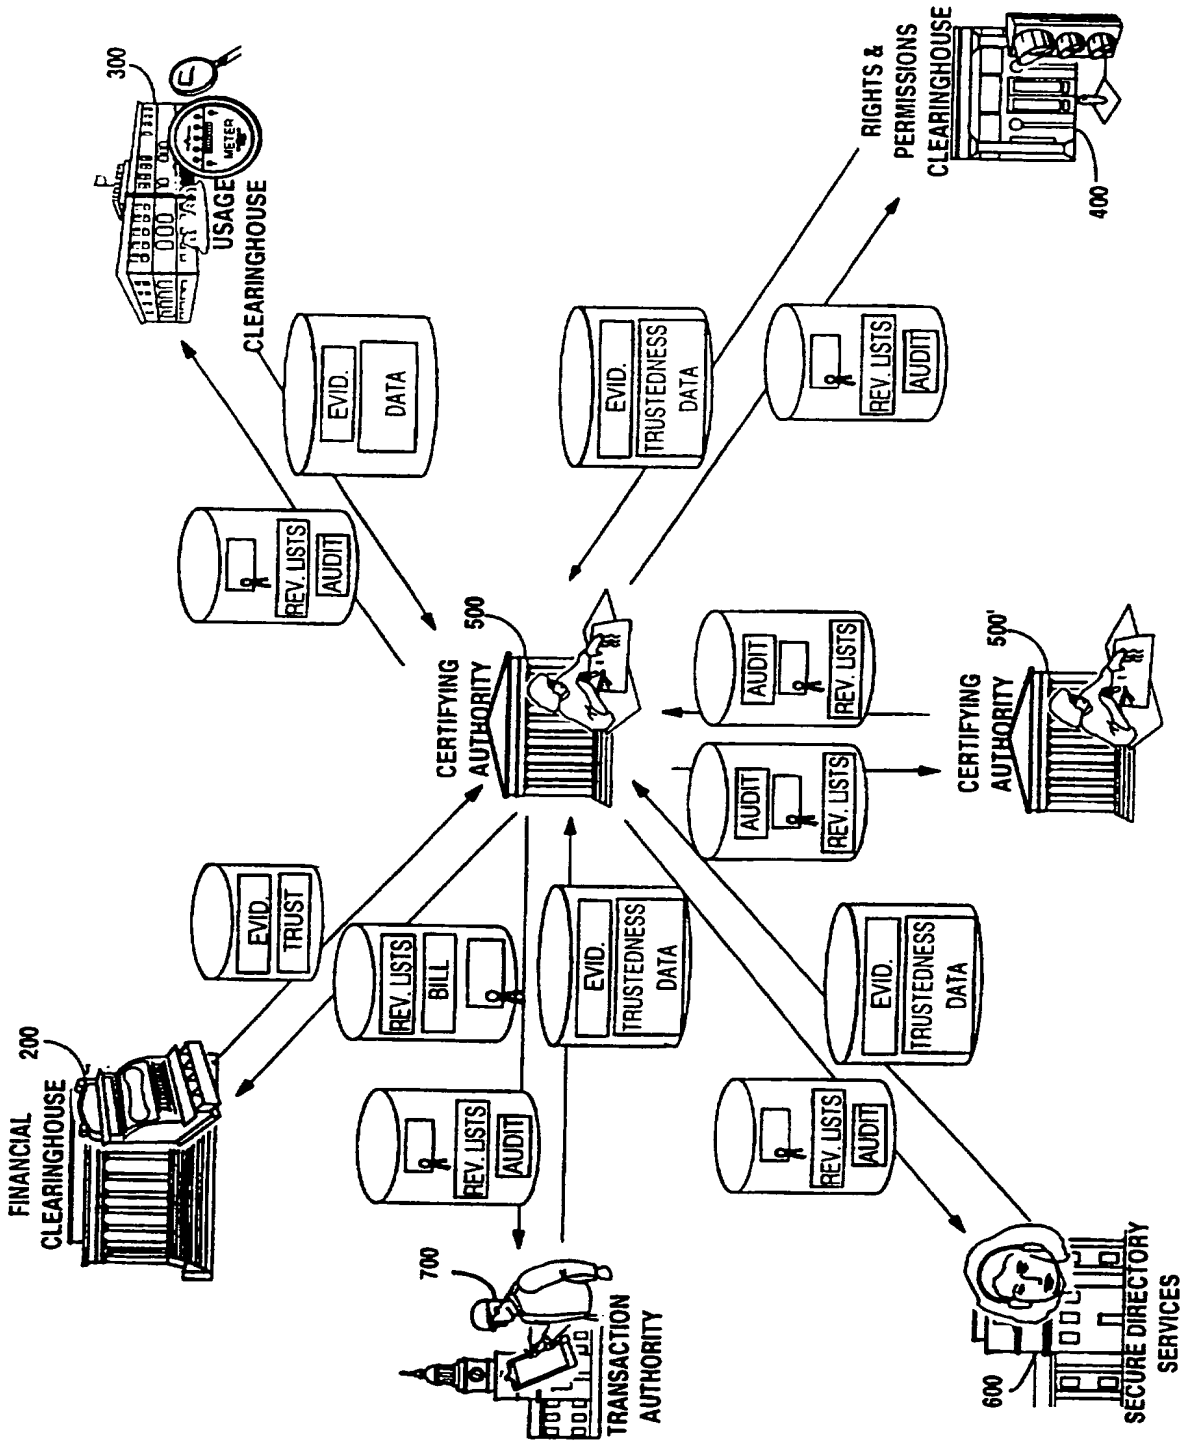 FINANCIAL
CLEARINGHOUSE
200
300
METER
USAGE
CLEARINGHOUSE
EVID.
TRUST
REV. LISTS
AUDIT
EVID.
DATA
REV. LISTS
BILL
700
TRANSACTION
AUTHORITY
REV. LISTS
AUDIT
CERTIFYING
AUTHORITY
500
EVID.
TRUSTEDNESS
DATA
EVID.
TRUSTEDNESS
DATA
AUDIT
REV. LISTS
AUDIT
REV. LISTS
REV. LISTS
AUDIT
EVID.
TRUSTEDNESS
DATA
REV. LISTS
AUDIT
RIGHTS &
PERMISSIONS
CLEARINGHOUSE
400
CERTIFYING
AUTHORITY
500'
600
SECURE DIRECTORY
SERVICES